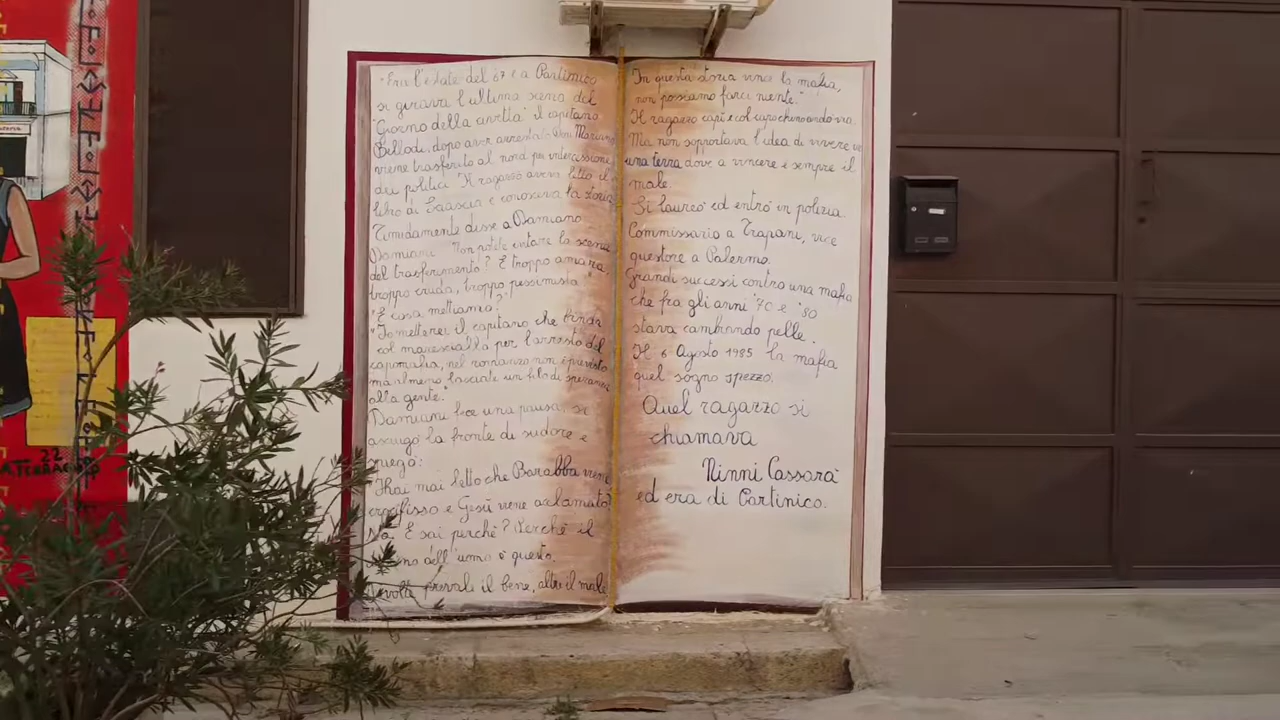 "Era l'estate del '67 e a Partinico
si girava l'ultima scena del
"Giorno della civetta" il capitano
Bellodi, dopo aver arrestato Don Mariano
viene trasferito al nord per intercessione
dei politici. Il ragazzo aveva letto il
libro di Sciascia e conosceva la storia
Timidamente disse a Damiano
Damiani "Non potete evitare la scena
del trasferimento? È troppo amara,
troppo cruda, troppo pessimista"
"E cosa mettiamo?"
"Io metterei il capitano che brinda
col maresciallo per l'arresto del
capomafia, nel romanzo non è previsto
ma almeno lasciate un filo di speranza
alla gente."
Damiani fece una pausa, si
asciugò la fronte di sudore e
spiegò:
"Hai mai letto che Barabba viene
crocifisso e Gesù viene acclamato?
No. E sai perché? Perché il
dell'uomo è questo.
prevale il bene, altre il male
In questa storia vince la mafia,
non possiamo farci niente."
Il ragazzo capì e col capo chino andò via.
Ma non sopportava l'idea di vivere in
una terra dove a vincere è sempre il
male.
Si laureò ed entrò in polizia.
Commissario a Trapani, vice
questore a Palermo.
Grandi successi contro una mafia
che fra gli anni '70 e '80
stava cambiando pelle.
Il 6 Agosto 1985 la mafia
quel sogno spezzò.
Quel ragazzo si
chiamava
Ninni Cassarà
ed era di Partinico.
22